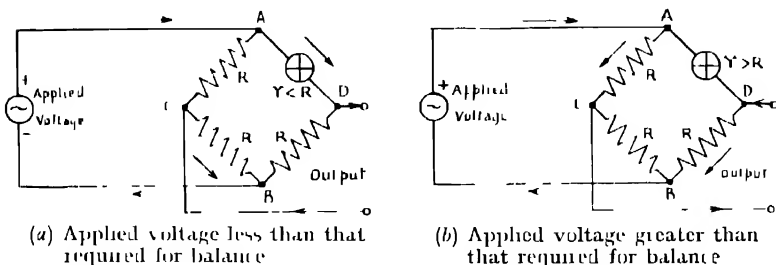 A
A
+
Applied
Voltage
-
R
r < R
D
R
R
B
Output
+
Applied
Voltage
R
r > R
D
R
R
B
Output
(a) Applied voltage less than that
required for balance
(b) Applied voltage greater than
that required for balance